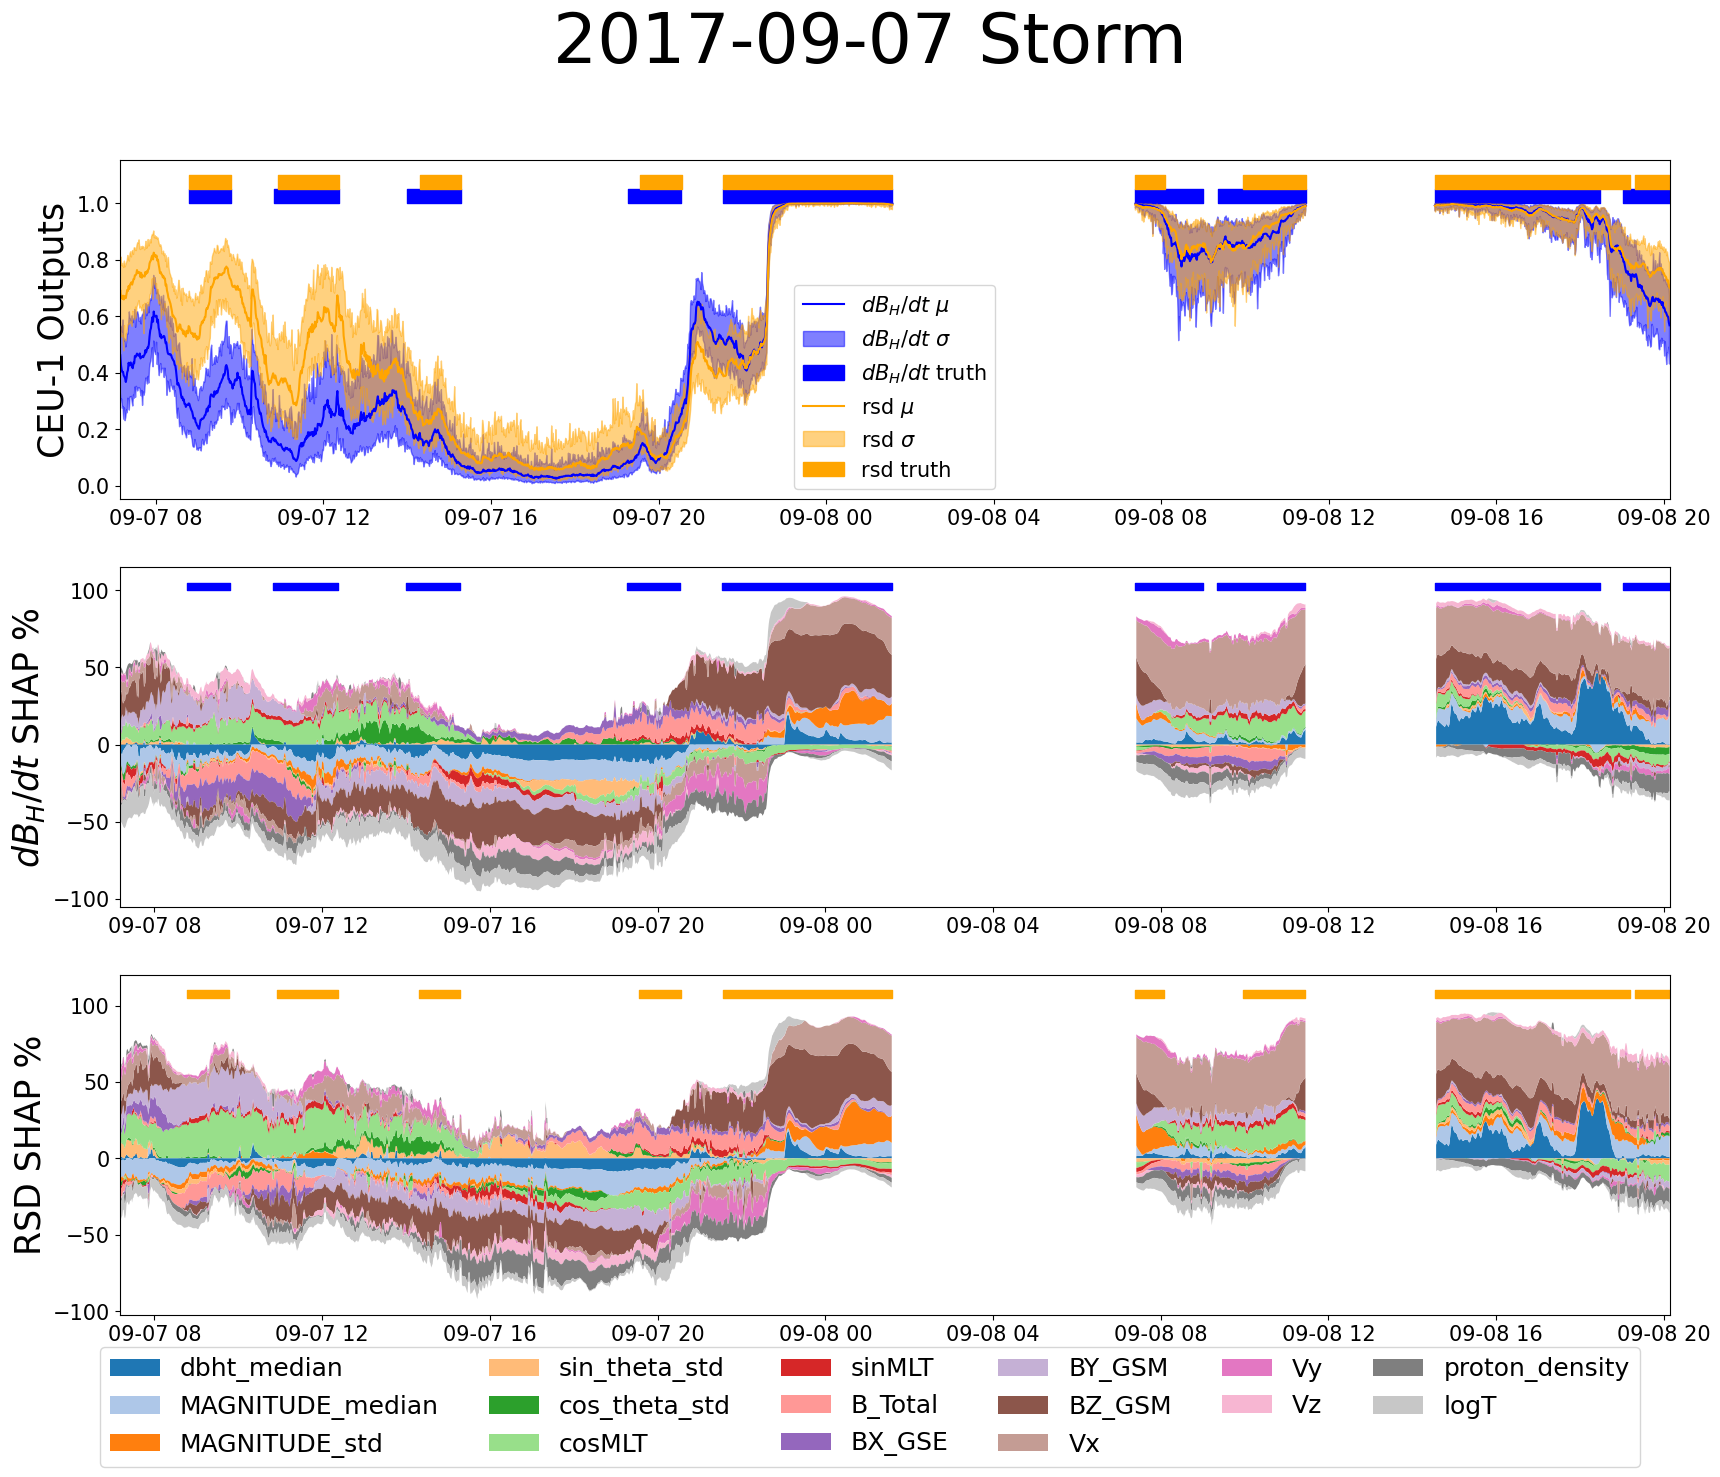 2017-09-07 Storm
CEU-1 Outputs
1.0
0.8
0.6
0.4
0.2
0.0
dB_H/dt μ
dB_H/dt σ
dB_H/dt truth
rsd μ
rsd σ
rsd truth
09-07 08 09-07 12 09-07 16 09-07 20 09-08 00 09-08 04 09-08 08 09-08 12 09-08 16 09-08 20
dB_H/dt SHAP %
100
50
0
−50
−100
09-07 08 09-07 12 09-07 16 09-07 20 09-08 00 09-08 04 09-08 08 09-08 12 09-08 16 09-08 20
RSD SHAP %
100
50
0
−50
−100
09-07 08 09-07 12 09-07 16 09-07 20 09-08 00 09-08 04 09-08 08 09-08 12 09-08 16 09-08 20
dbht_median sin_theta_std sinMLT BY_GSM Vy proton_density
MAGNITUDE_median cos_theta_std B_Total BZ_GSM Vz logT
MAGNITUDE_std cosMLT BX_GSE Vx